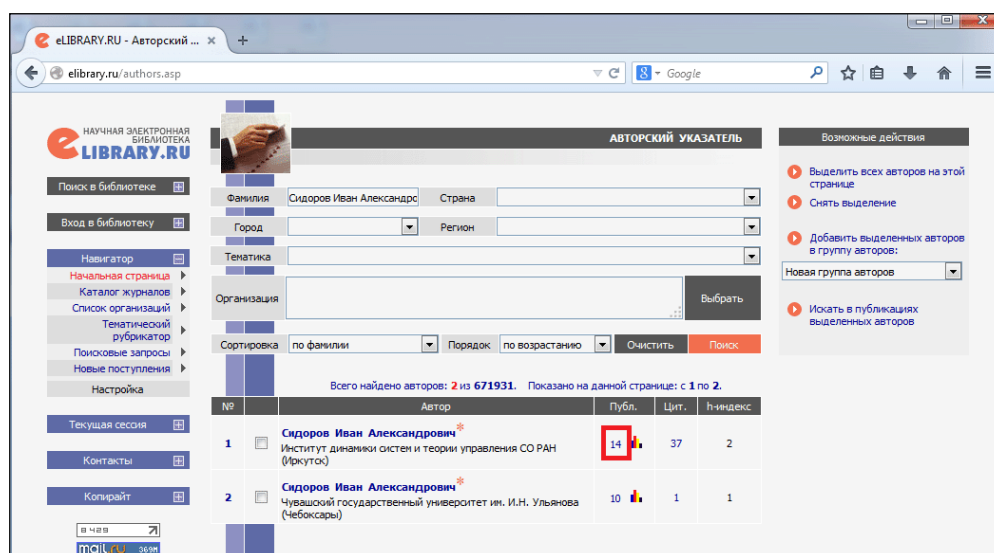 eLIBRARY.RU - Авторский ...
elibrary.ru/authors.asp
Google
НАУЧНАЯ ЭЛЕКТРОННАЯ
БИБЛИОТЕКА
eLIBRARY.RU
Поиск в библиотеке
Вход в библиотеку
Навигатор
Начальная страница
Каталог журналов
Список организаций
Тематический
рубрикатор
Поисковые запросы
Новые поступления
Настройка
Текущая сессия
Контакты
Копирайт
mail.ru
АВТОРСКИЙ УКАЗАТЕЛЬ
Фамилия Сидоров Иван Александрс Страна
Город Регион
Тематика
Организация Выбрать
Сортировка по фамилии Порядок по возрастанию Очистить Поиск
Всего найдено авторов: 2 из 671931. Показано на данной странице: с 1 по 2.
№ Автор Публ. Цит. h-индекс
1 Сидоров Иван Александрович* 14 37 2
Институт динамики систем и теории управления СО РАН
(Иркутск)
2 Сидоров Иван Александрович* 10 1 1
Чувашский государственный университет им. И.Н. Ульянова
(Чебоксары)
Возможные действия
Выделить всех авторов на этой
странице
Снять выделение
Добавить выделенных авторов
в группу авторов:
Новая группа авторов
Искать в публикациях
выделенных авторов